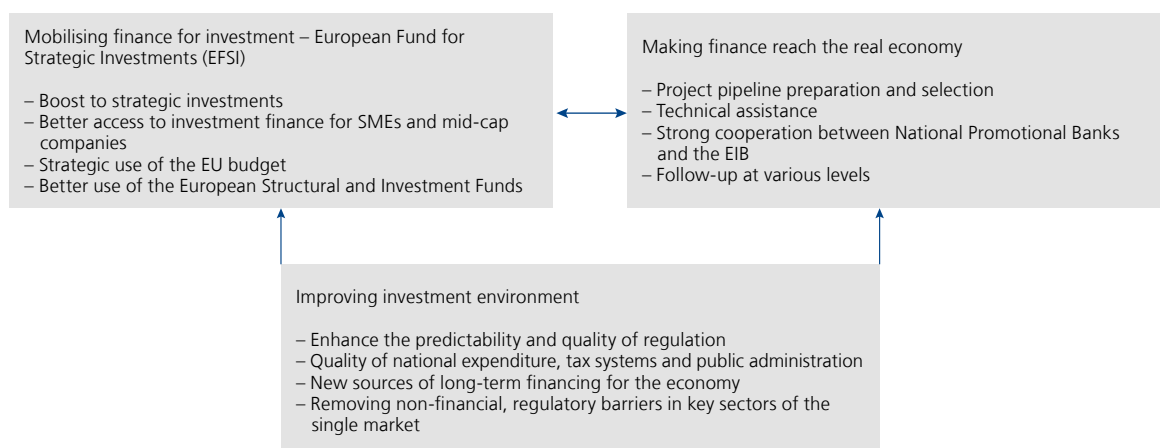 Mobilising finance for investment – European Fund for
Strategic Investments (EFSI)
– Boost to strategic investments
– Better access to investment finance for SMEs and mid-cap
companies
– Strategic use of the EU budget
– Better use of the European Structural and Investment Funds
Making finance reach the real economy
– Project pipeline preparation and selection
– Technical assistance
– Strong cooperation between National Promotional Banks
and the EIB
– Follow-up at various levels
Improving investment environment
– Enhance the predictability and quality of regulation
– Quality of national expenditure, tax systems and public administration
– New sources of long-term financing for the economy
– Removing non-financial, regulatory barriers in key sectors of the
single market